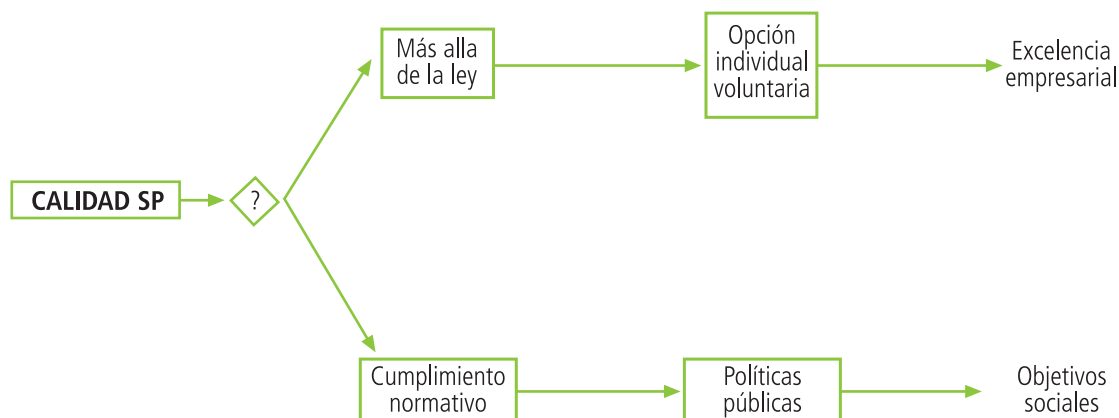 Más alla
de la ley
Opción
individual
voluntaria
Excelencia
empresarial
CALIDAD SP
?
Cumplimiento
normativo
Políticas
públicas
Objetivos
sociales